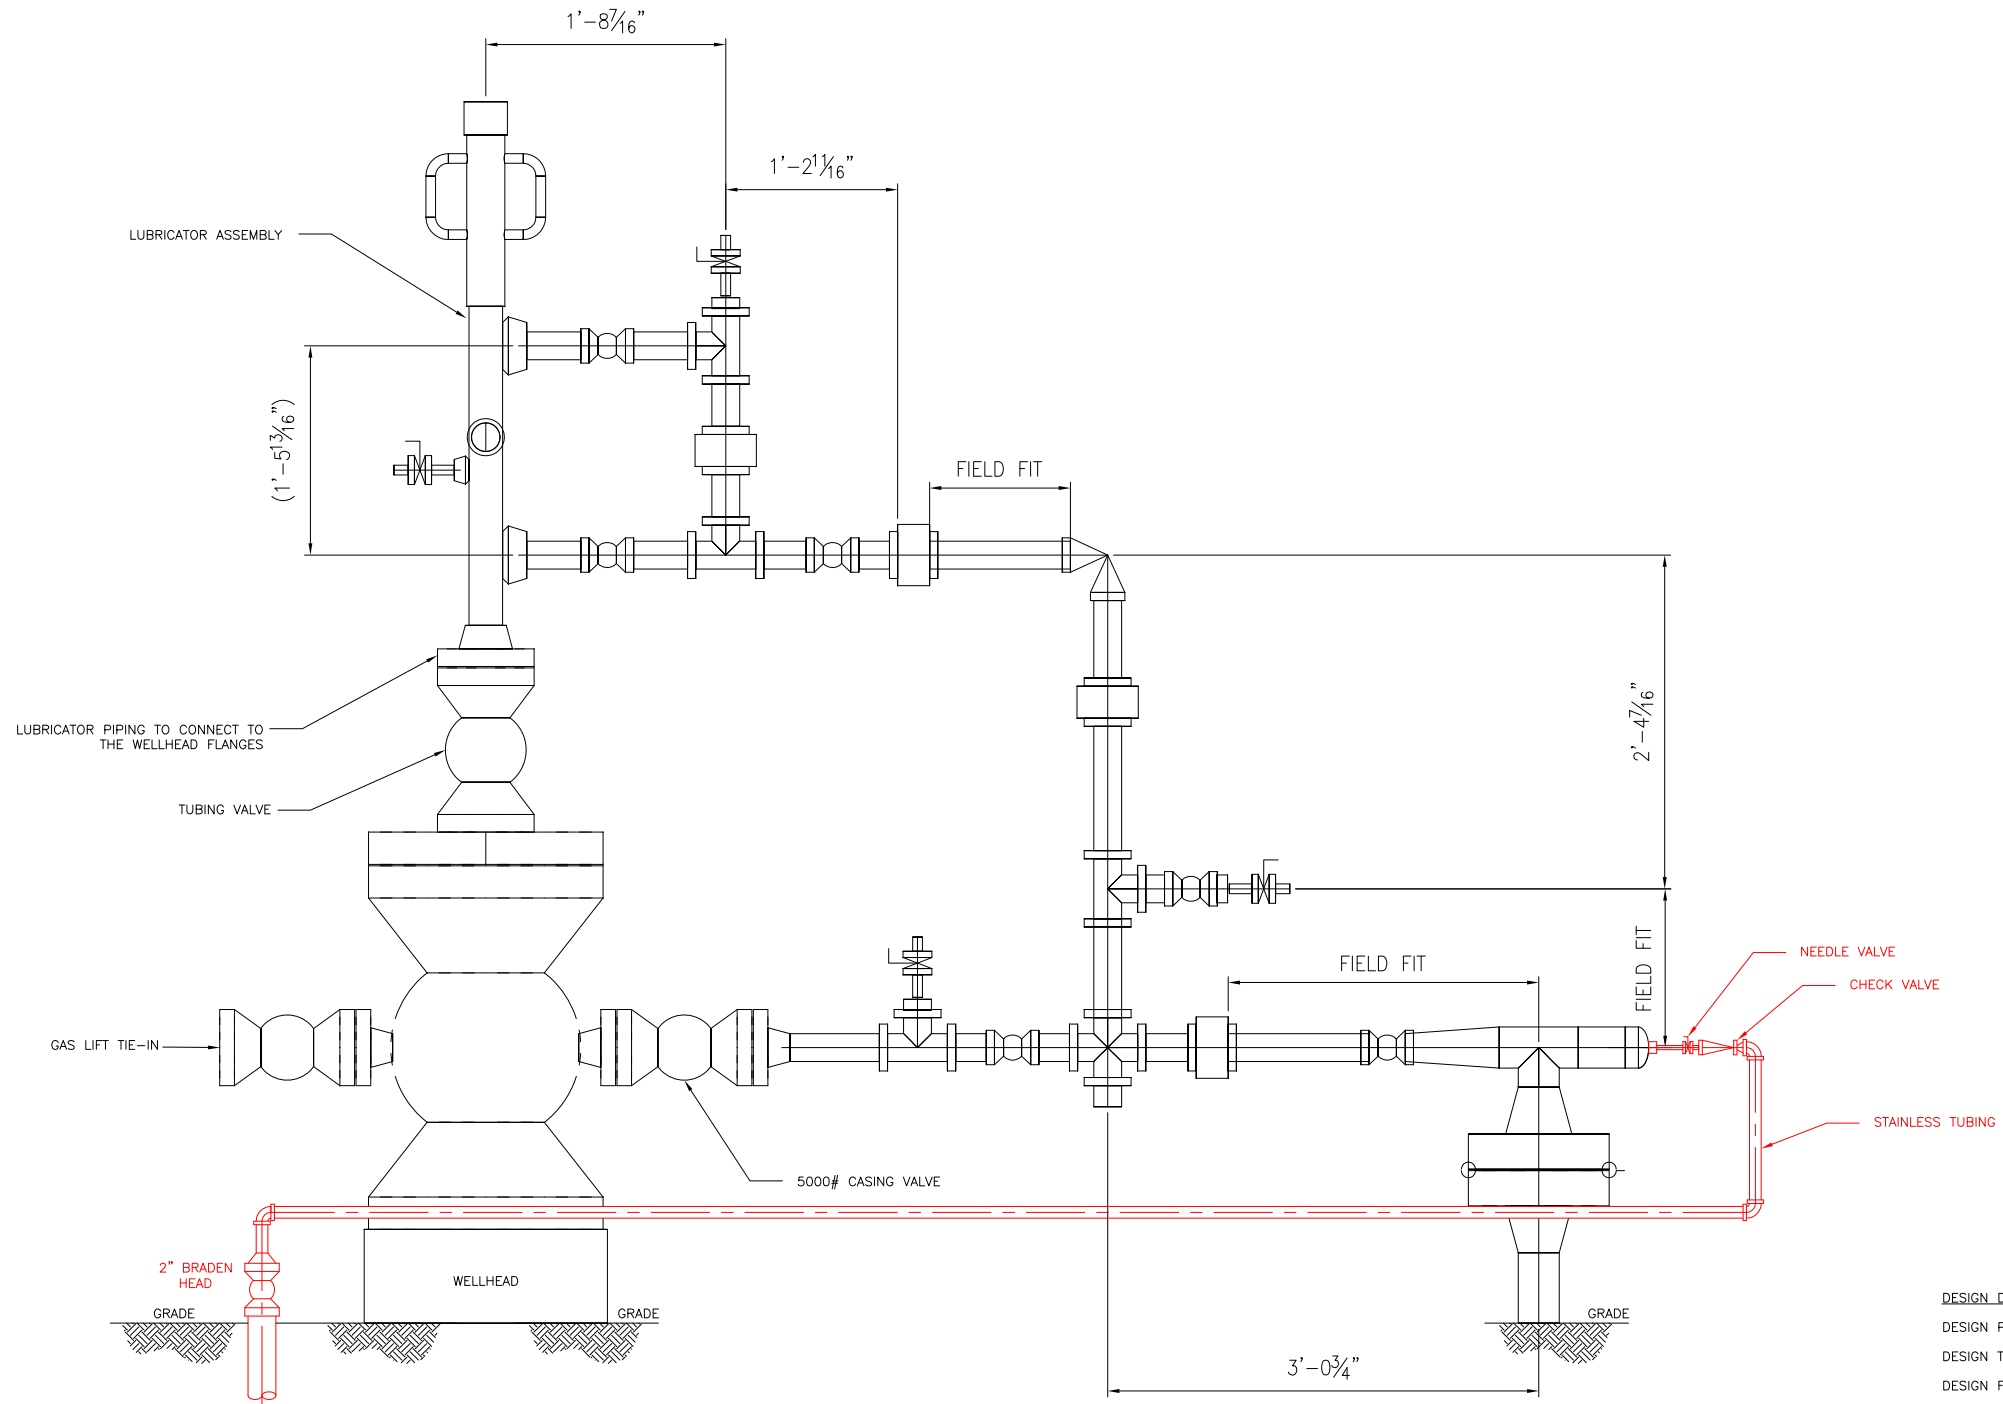 1'-8 7/16"
1'-2 11/16"
LUBRICATOR ASSEMBLY
(1'-5 13/16")
FIELD FIT
LUBRICATOR PIPING TO CONNECT TO
THE WELLHEAD FLANGES
2'-4 7/16"
TUBING VALVE
FIELD FIT
FIELD FIT
NEEDLE VALVE
CHECK VALVE
GAS LIFT TIE-IN
STAINLESS TUBING
5000# CASING VALVE
2" BRADEN
HEAD
WELLHEAD
GRADE
GRADE
GRADE
3'-0 3/4"
DESIGN
DESIGN
DESIGN
DESIGN